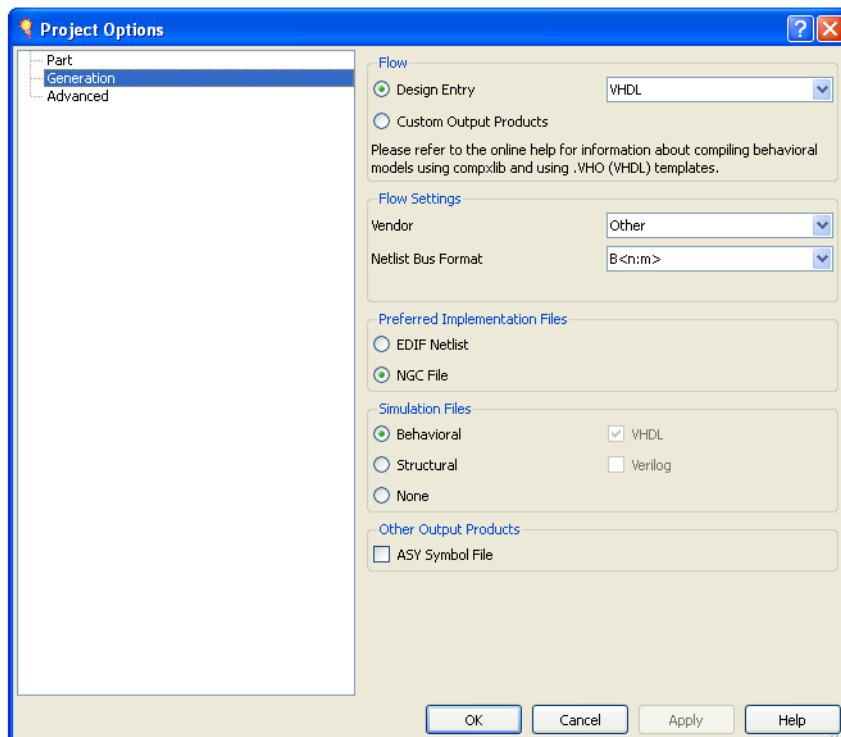 Project Options
Part
Generation
Advanced
Flow
Design Entry
VHDL
Custom Output Products
Please refer to the online help for information about compiling behavioral
models using compxlib and using .VHO (VHDL) templates.
Flow Settings
Vendor
Other
Netlist Bus Format
B<n:m>
Preferred Implementation Files
EDIF Netlist
NGC File
Simulation Files
Behavioral
VHDL
Structural
Verilog
None
Other Output Products
ASY Symbol File
OK
Cancel
Apply
Help